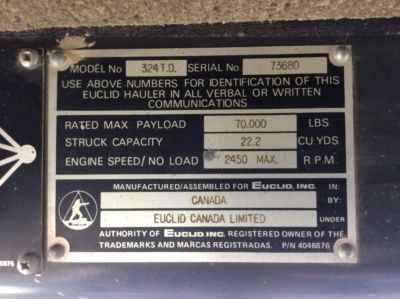 MODEL No 324 T.D. SERIAL No 73680
USE ABOVE NUMBERS FOR IDENTIFICATION OF THIS
EUCLID HAULER IN ALL VERBAL OR WRITTEN
COMMUNICATIONS
RATED MAX PAYLOAD 70.000 LBS
STRUCK CAPACITY 22.2 CU.YDS.
ENGINE SPEED/NO LOAD 2450 MAX. R.P.M.
MANUFACTURED/ASSEMBLED FOR EUCLID, INC. IN:
CANADA BY:
EUCLID CANADA LIMITED UNDER
AUTHORITY OF EUCLID INC. REGISTERED OWNER OF THE
TRADEMARKS AND MARCAS REGISTRADAS. P/N 4046876